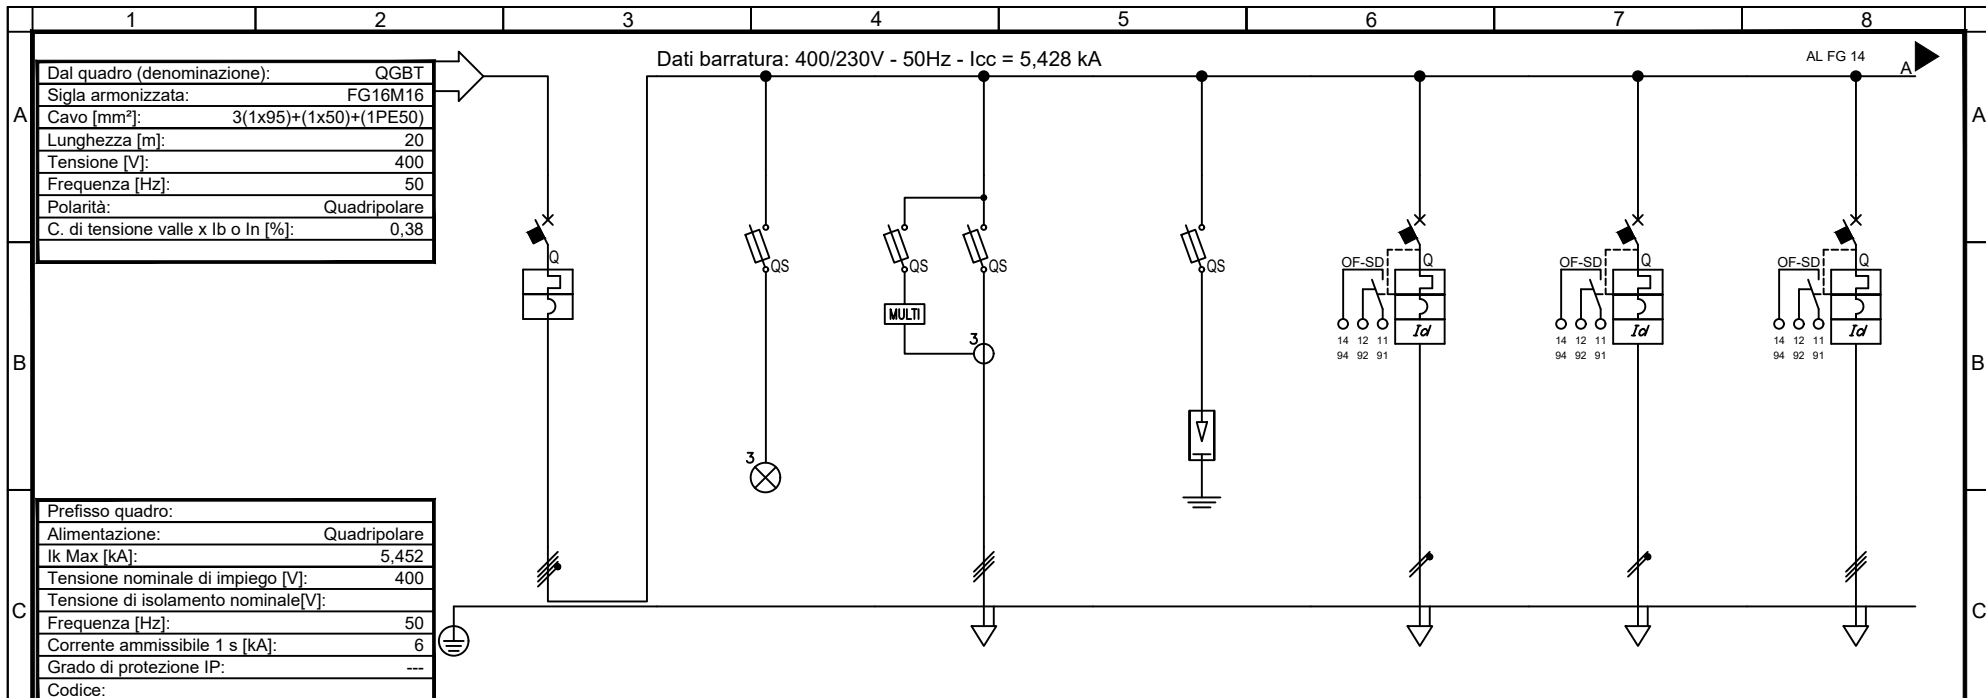 1 2 3 4 5 6 7 8
Dati barratura: 400/230V - 50Hz - Icc = 5,428 kA
AL FG 14
A
A
A
Dal quadro (denominazione): QGBT
Sigla armonizzata: FG16M16
Cavo [mm²]: 3(1x95)+(1x50)+(1PE50)
Lunghezza [m]: 20
Tensione [V]: 400
Frequenza [Hz]: 50
Polarità: Quadripolare
C. di tensione valle x Ib o In [%]: 0,38
Q
QS
QS
QS
QS
OF-SD
Q
OF-SD
Q
OF-SD
Q
MULTI
3
Id
14 12 11
94 92 91
Id
14 12 11
94 92 91
Id
14 12 11
94 92 91
B
B
3
Prefisso quadro:
Alimentazione: Quadripolare
Ik Max [kA]: 5,452
Tensione nominale di impiego [V]: 400
Tensione di isolamento nominale[V]:
Frequenza [Hz]: 50
Corrente ammissibile 1 s [kA]: 6
Grado di protezione IP: ---
Codice:
C
C